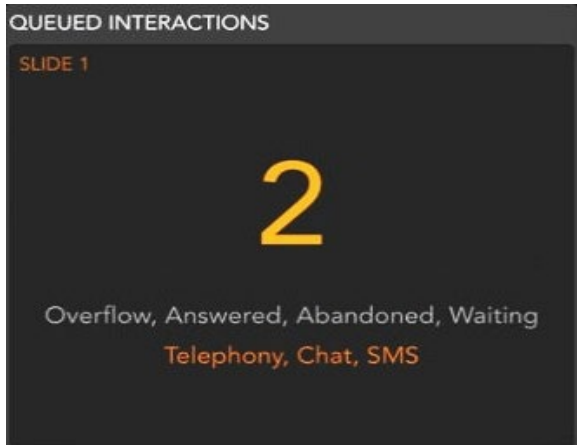 QUEUED INTERACTIONS
SLIDE 1
2
Overflow, Answered, Abandoned, Waiting
Telephony, Chat, SMS